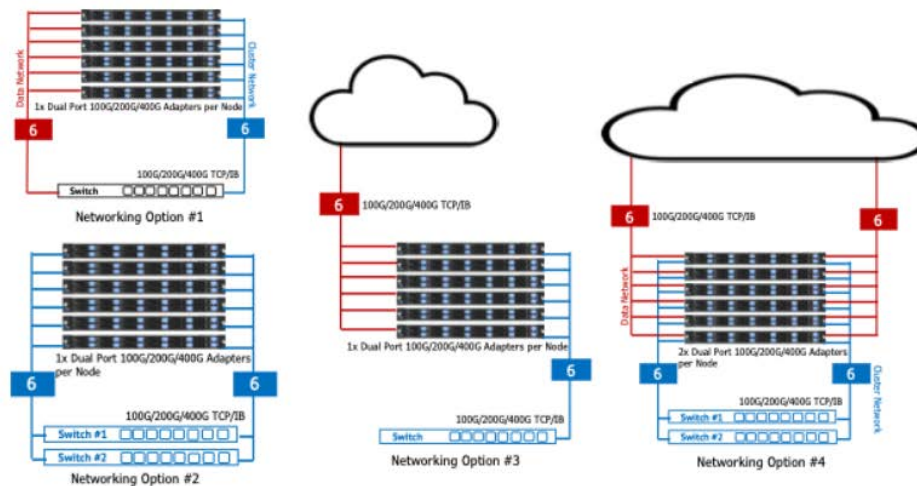 Data Network
Cluster Network
1x Dual Port 100G/200G/400G Adapters per Node
6
6
100G/200G/400G TCP/IB
Switch
Networking Option #1
1x Dual Port 100G/200G/400G Adapters
per Node
6
6
100G/200G/400G TCP/IB
Switch #1
Switch #2
Networking Option #2
6
100G/200G/400G TCP/IB
1x Dual Port 100G/200G/400G Adapters per Node
6
100G/200G/400G TCP/IB
Switch
Networking Option #3
6
100G/200G/400G TCP/IB
6
Data Network
2x Dual Port 100G/200G/400G Adapters
per Node
6
6
Cluster Network
100G/200G/400G TCP/IB
Switch #1
Switch #2
Networking Option #4